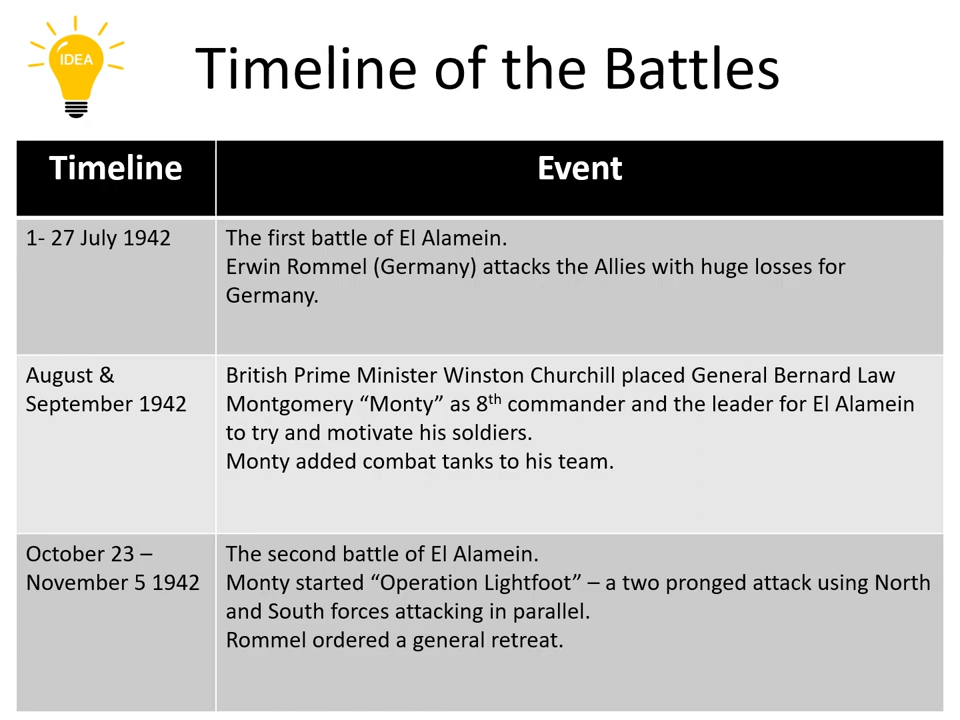 IDEA
Timeline of the Battles
Timeline
Event
1- 27 July 1942
The first battle of El Alamein.
Erwin Rommel (Germany) attacks the Allies with huge losses for
Germany.
August &
September 1942
British Prime Minister Winston Churchill placed General Bernard Law
Montgomery “Monty” as 8th commander and the leader for El Alamein
to try and motivate his soldiers.
Monty added combat tanks to his team.
October 23 –
November 5 1942
The second battle of El Alamein.
Monty started “Operation Lightfoot” – a two pronged attack using North
and South forces attacking in parallel.
Rommel ordered a general retreat.